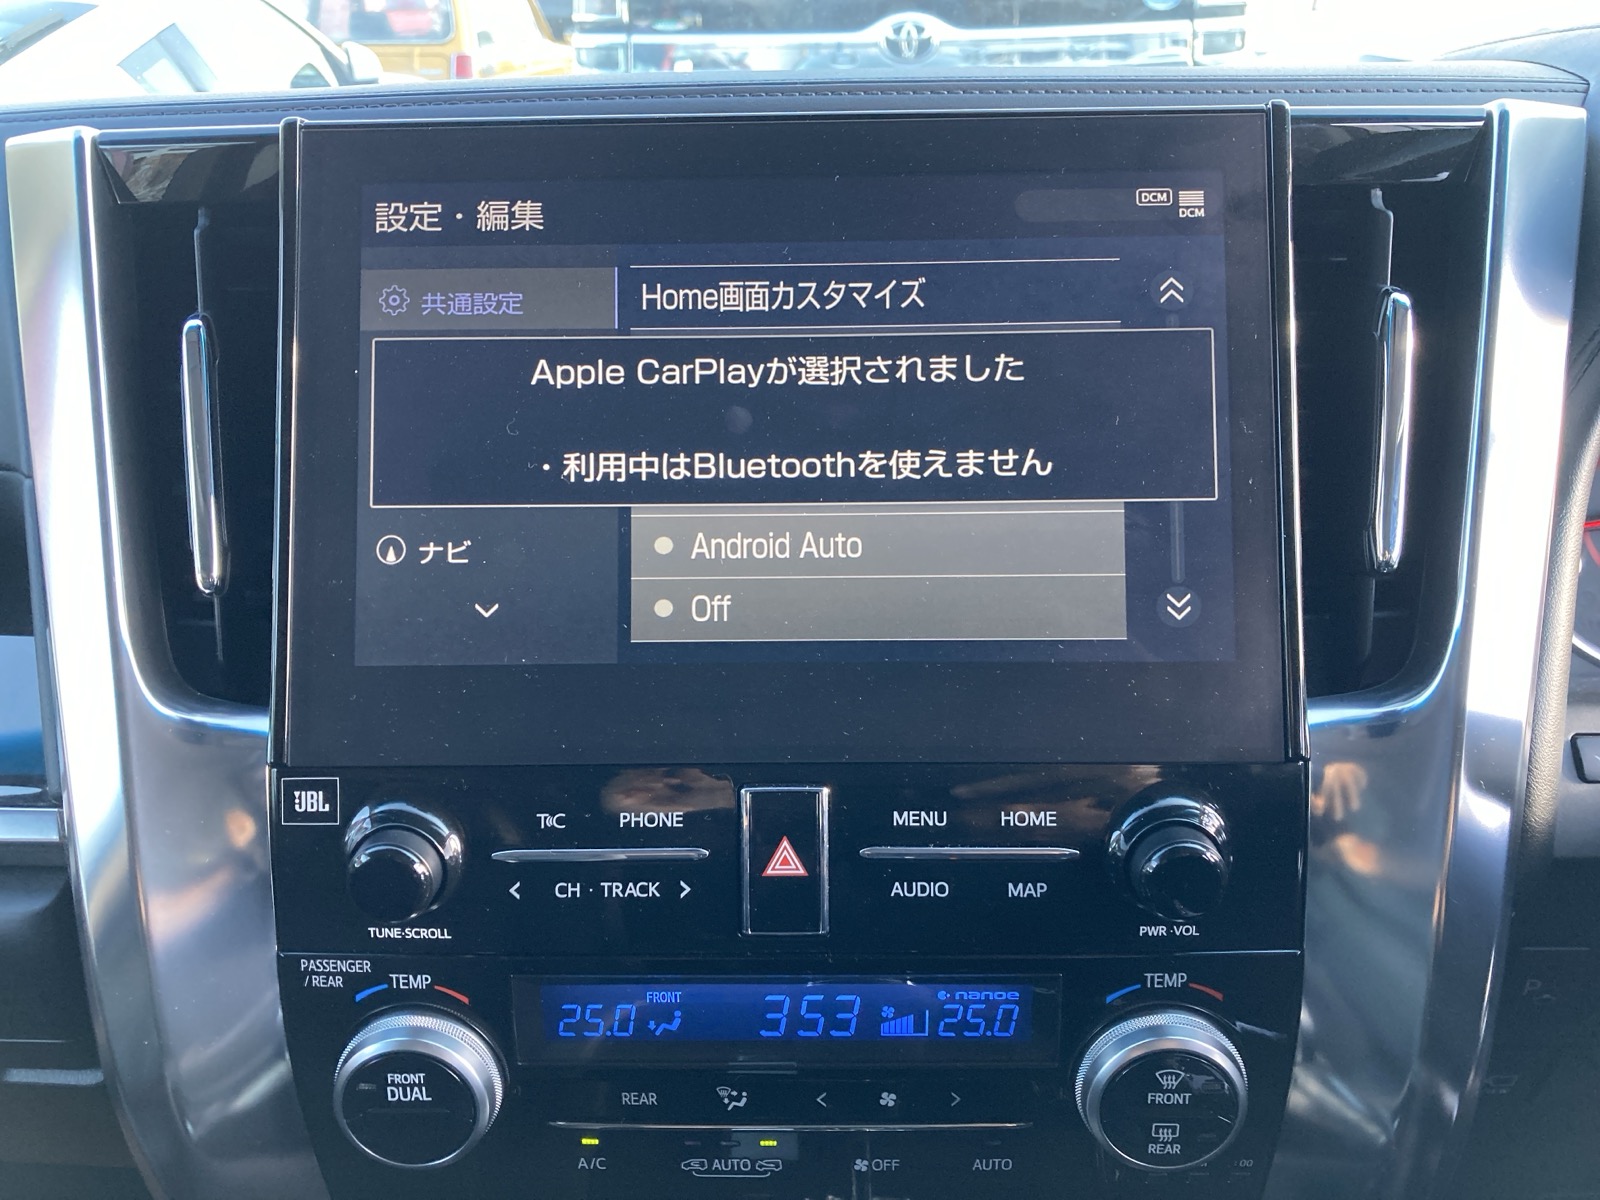 設定・編集
DCM
DCM
共通設定
Home画面カスタマイズ
Apple CarPlayが選択されました
・利用中はBluetoothを使えません
ナビ
Android Auto
Off
JBL
TC
PHONE
MENU
HOME
CH・TRACK
AUDIO
MAP
TUNE·SCROLL
PWR·VOL
PASSENGER
/ REAR
TEMP
TEMP
FRONT
nanoe
25.0
353
25.0
FRONT
DUAL
FRONT
REAR
REAR
A/C
AUTO
OFF
AUTO